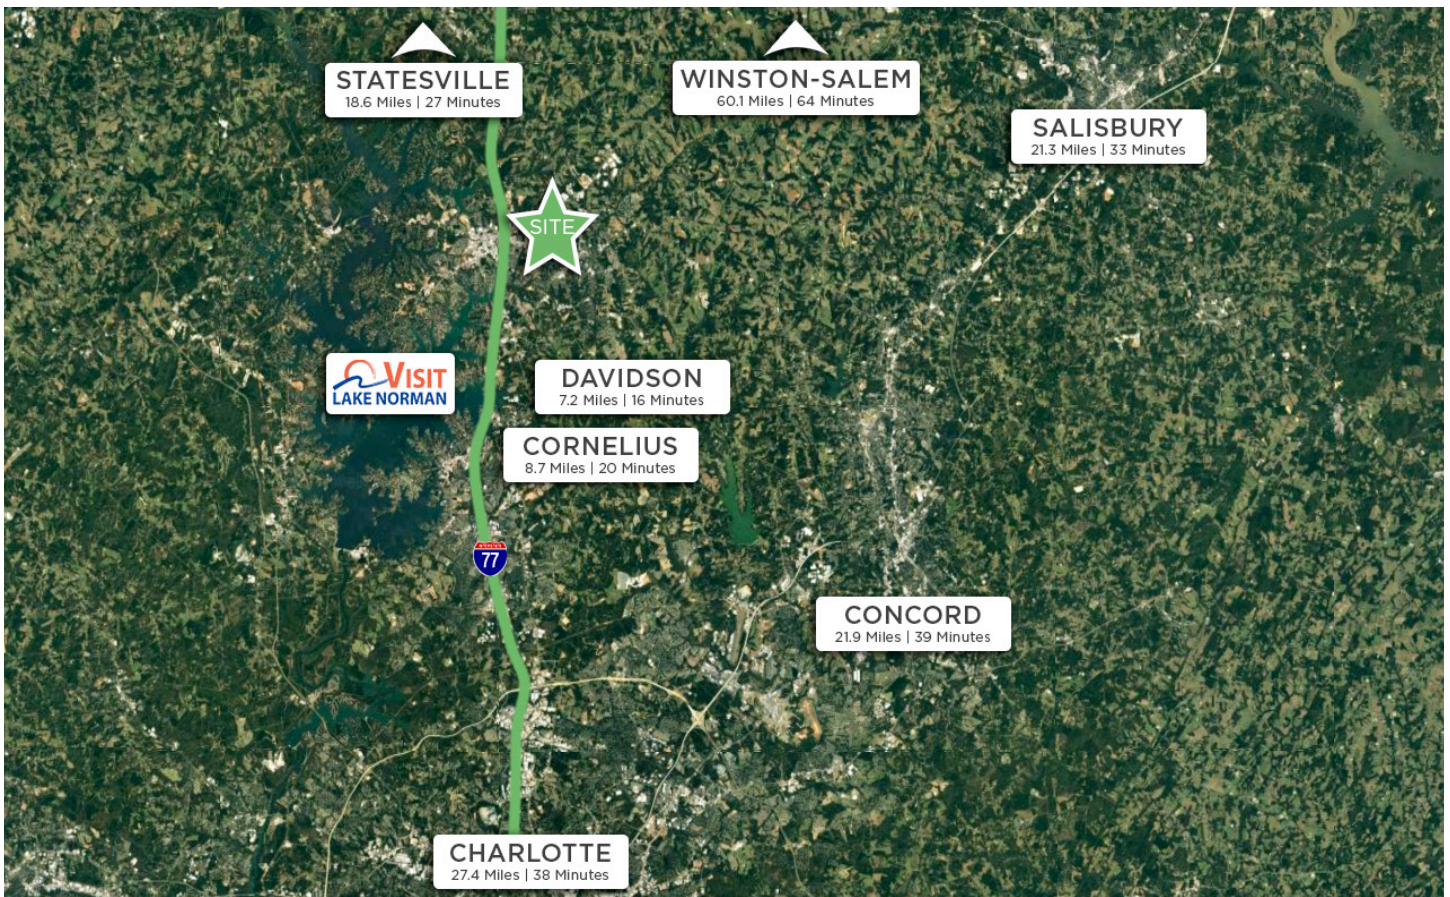 STATESVILLE
18.6 Miles | 27 Minutes
WINSTON-SALEM
60.1 Miles | 64 Minutes
SALISBURY
21.3 Miles | 33 Minutes
SITE
VISIT
LAKE NORMAN
DAVIDSON
7.2 Miles | 16 Minutes
CORNELIUS
8.7 Miles | 20 Minutes
INTERSTATE
77
CONCORD
21.9 Miles | 39 Minutes
CHARLOTTE
27.4 Miles | 38 Minutes